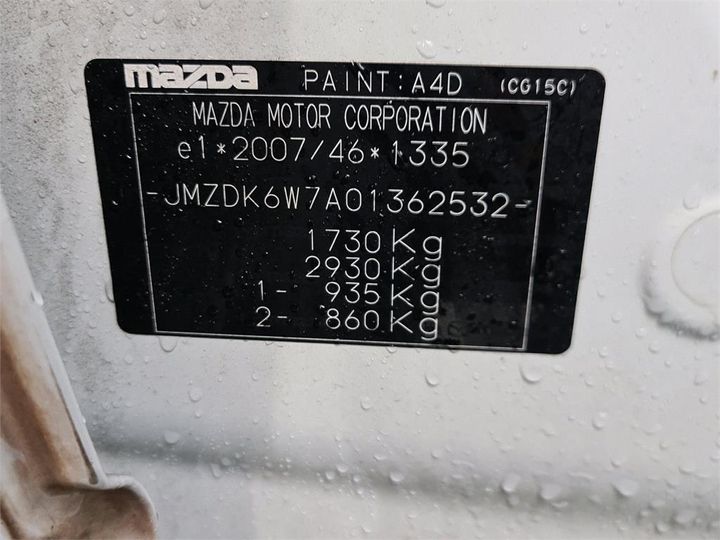 mazda PAINT:A4D (CG15C)
MAZDA MOTOR CORPORATION
e1*2007/46*1335
-JMZDK6W7A01362532-
1730Kg
2930Kg
1- 935Kg
2- 860Kg